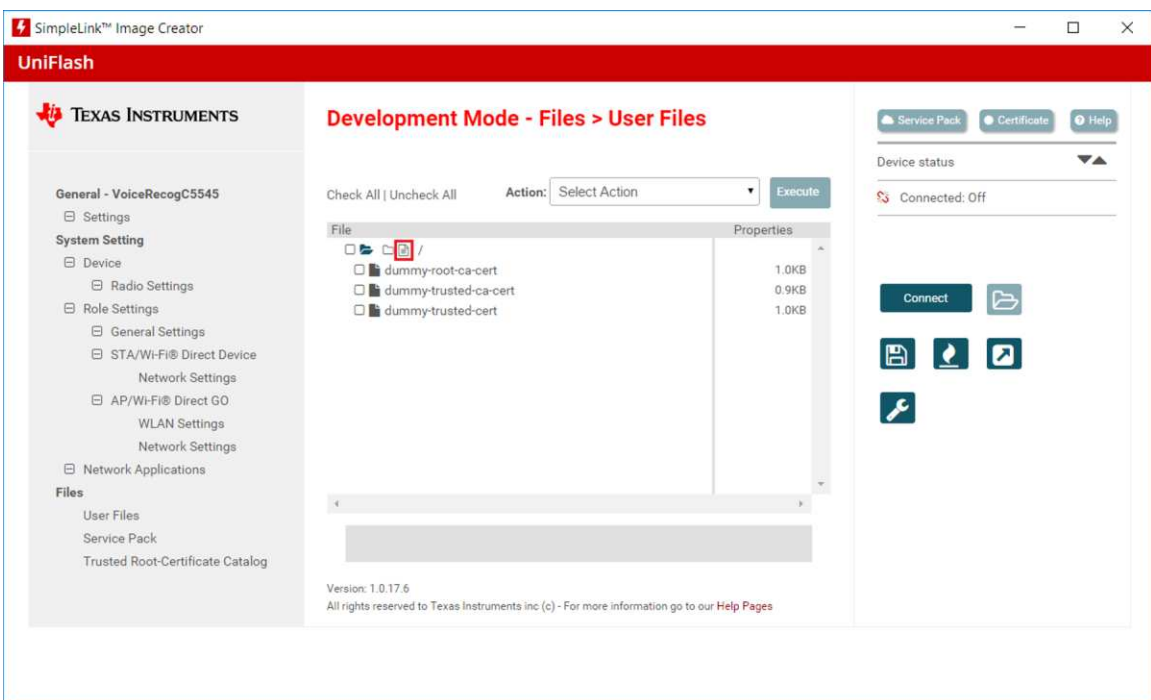 SimpleLink™ Image Creator
UniFlash
TEXAS INSTRUMENTS
General - VoiceRecogC5545
Settings
System Setting
Device
Radio Settings
Role Settings
General Settings
STA/Wi-Fi® Direct Device
Network Settings
AP/Wi-Fi® Direct GO
WLAN Settings
Network Settings
Network Applications
Files
User Files
Service Pack
Trusted Root-Certificate Catalog
Development Mode - Files > User Files
Check All | Uncheck All Action: Select Action Execute
File Properties
/
dummy-root-ca-cert 1.0KB
dummy-trusted-ca-cert 0.9KB
dummy-trusted-cert 1.0KB
Version: 1.0.17.6
All rights reserved to Texas Instruments inc (c) - For more information go to our Help Pages
Service Pack Certificate Help
Device status
Connected: Off
Connect